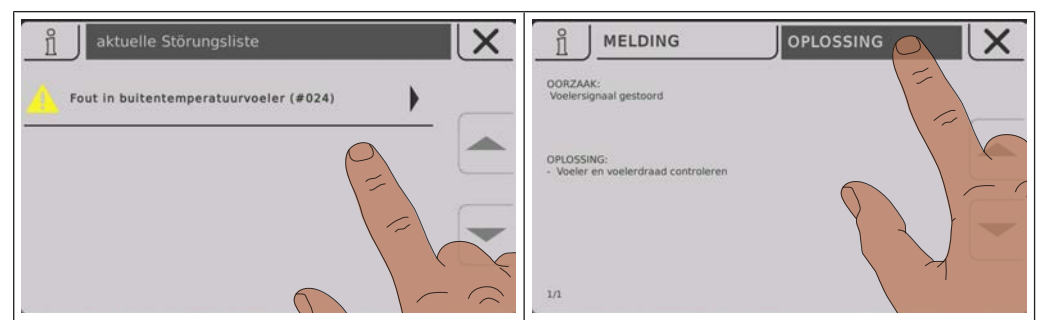 aktuelle Störungsliste
Fout in buitentemperatuurvoeler (#024)
MELDING
OPLOSSING
OORZAAK:
Voelersignaal gestoord
OPLOSSING:
- Voeler en voelerdraad controleren
1/1